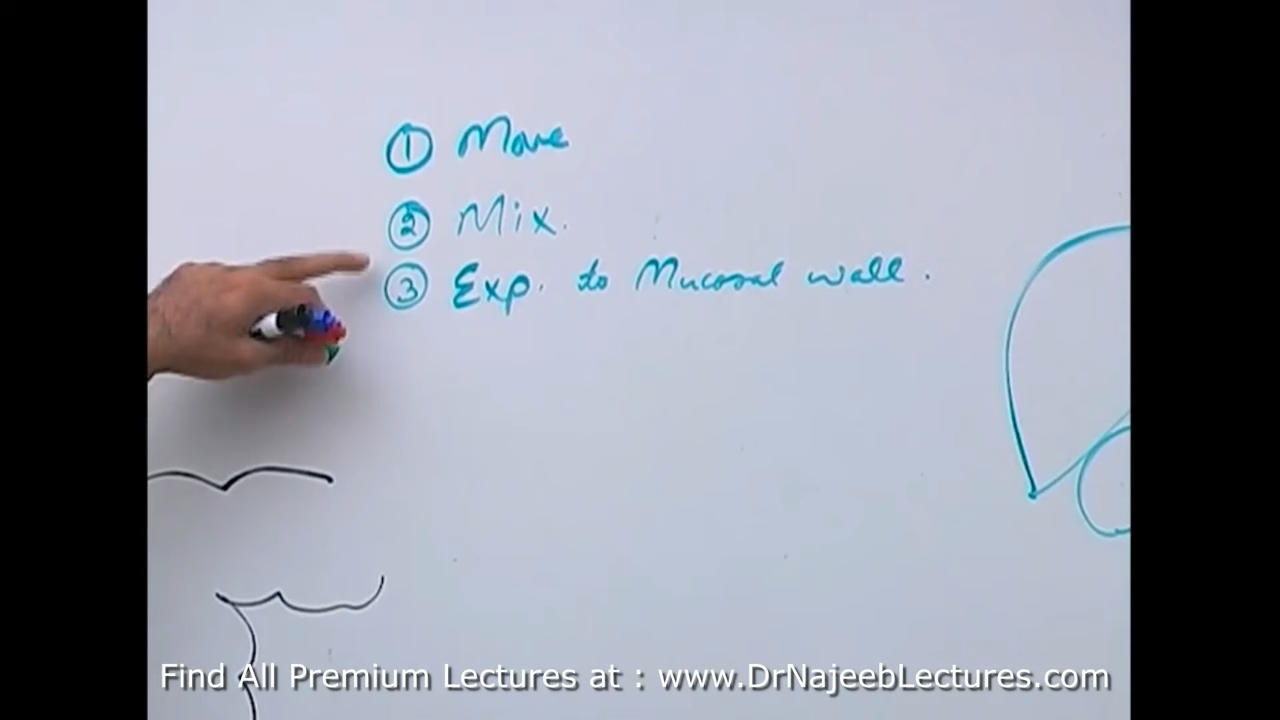 ① Move
② Mix.
③ Exp. to Mucosal wall.
Find All Premium Lectures at : www.DrNajeebLectures.com